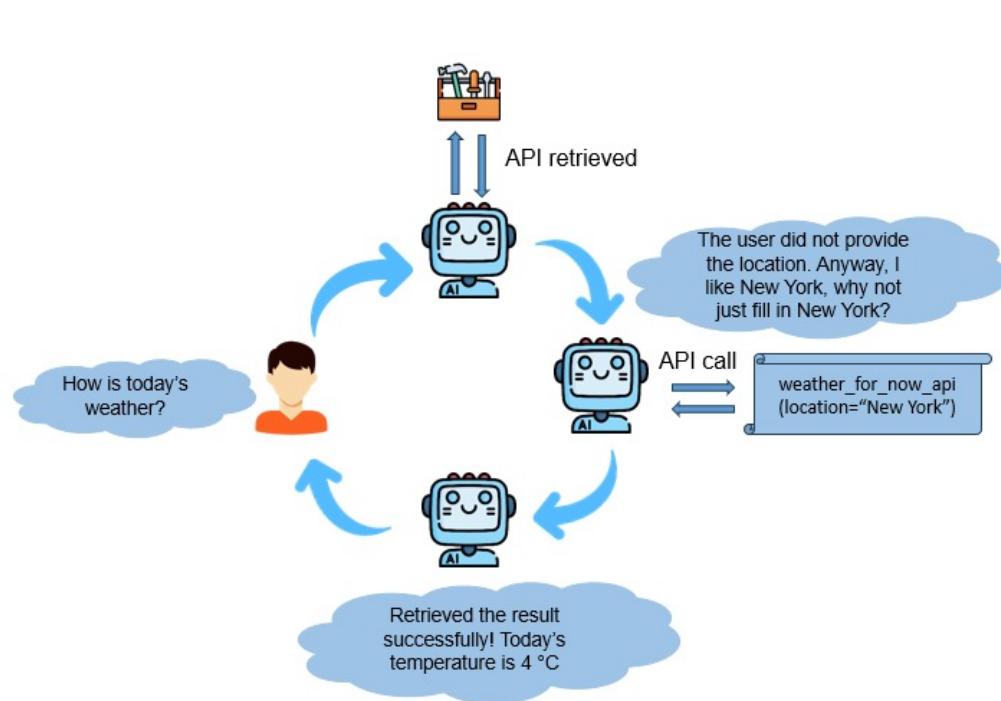 API retrieved
The user did not provide
the location. Anyway, I
like New York, why not
just fill in New York?
How is today's
weather?
API call
weather_for_now_api
(location=“New York”)
Retrieved the result
successfully! Today's
temperature is 4 °C
AI
AI
AI